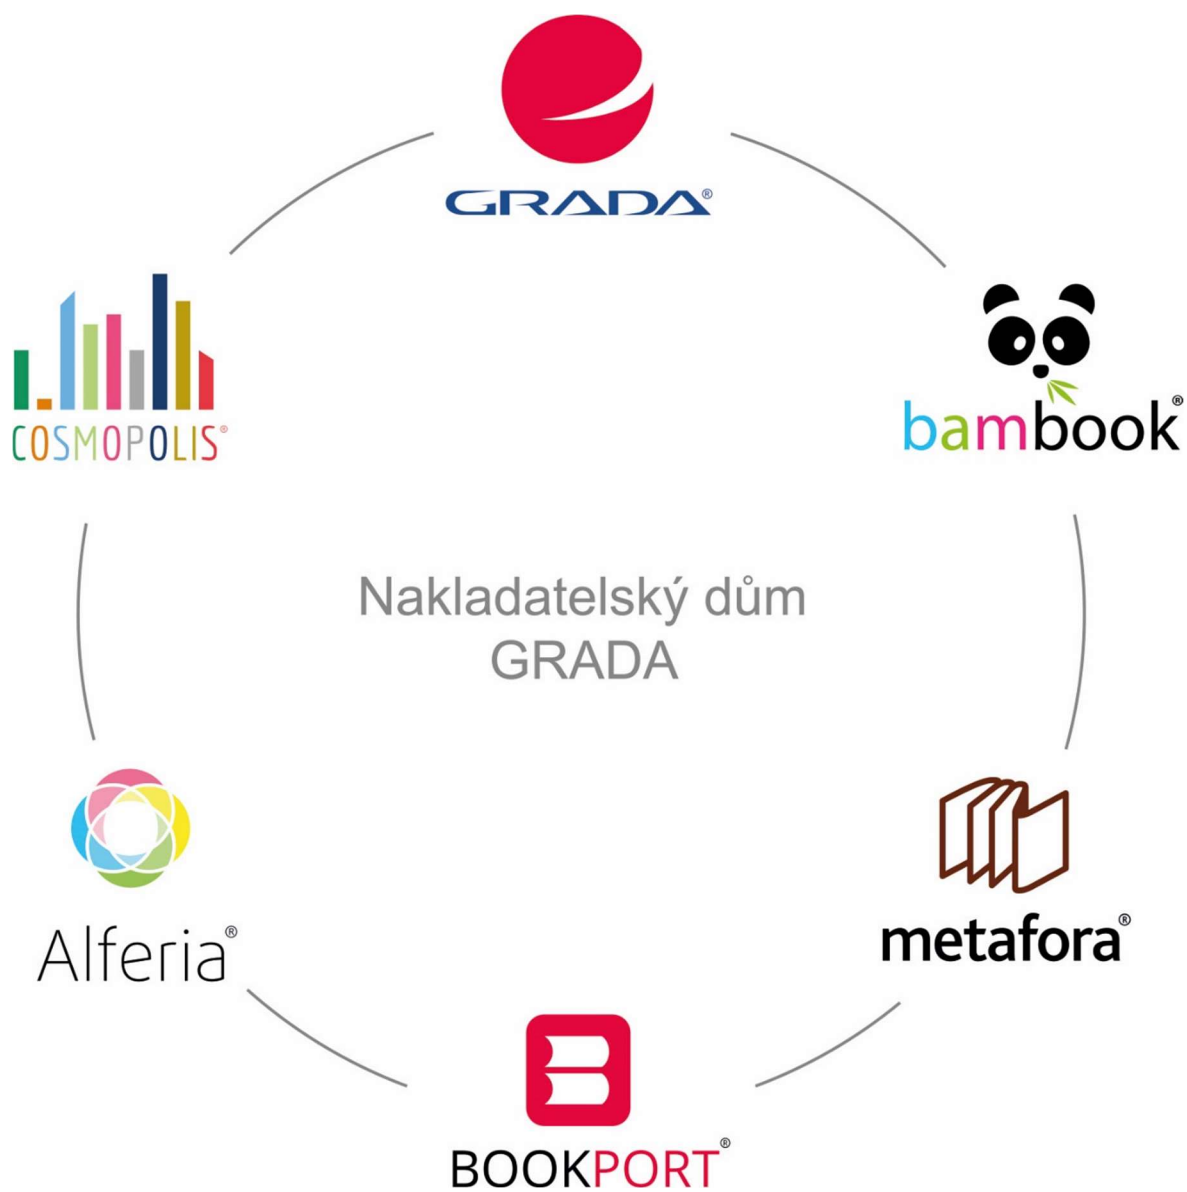 GRADA®
COSMOPOLIS®
bambook®
Nakladatelský dům
GRADA
Alferia®
metafora®
BOOKPORT®